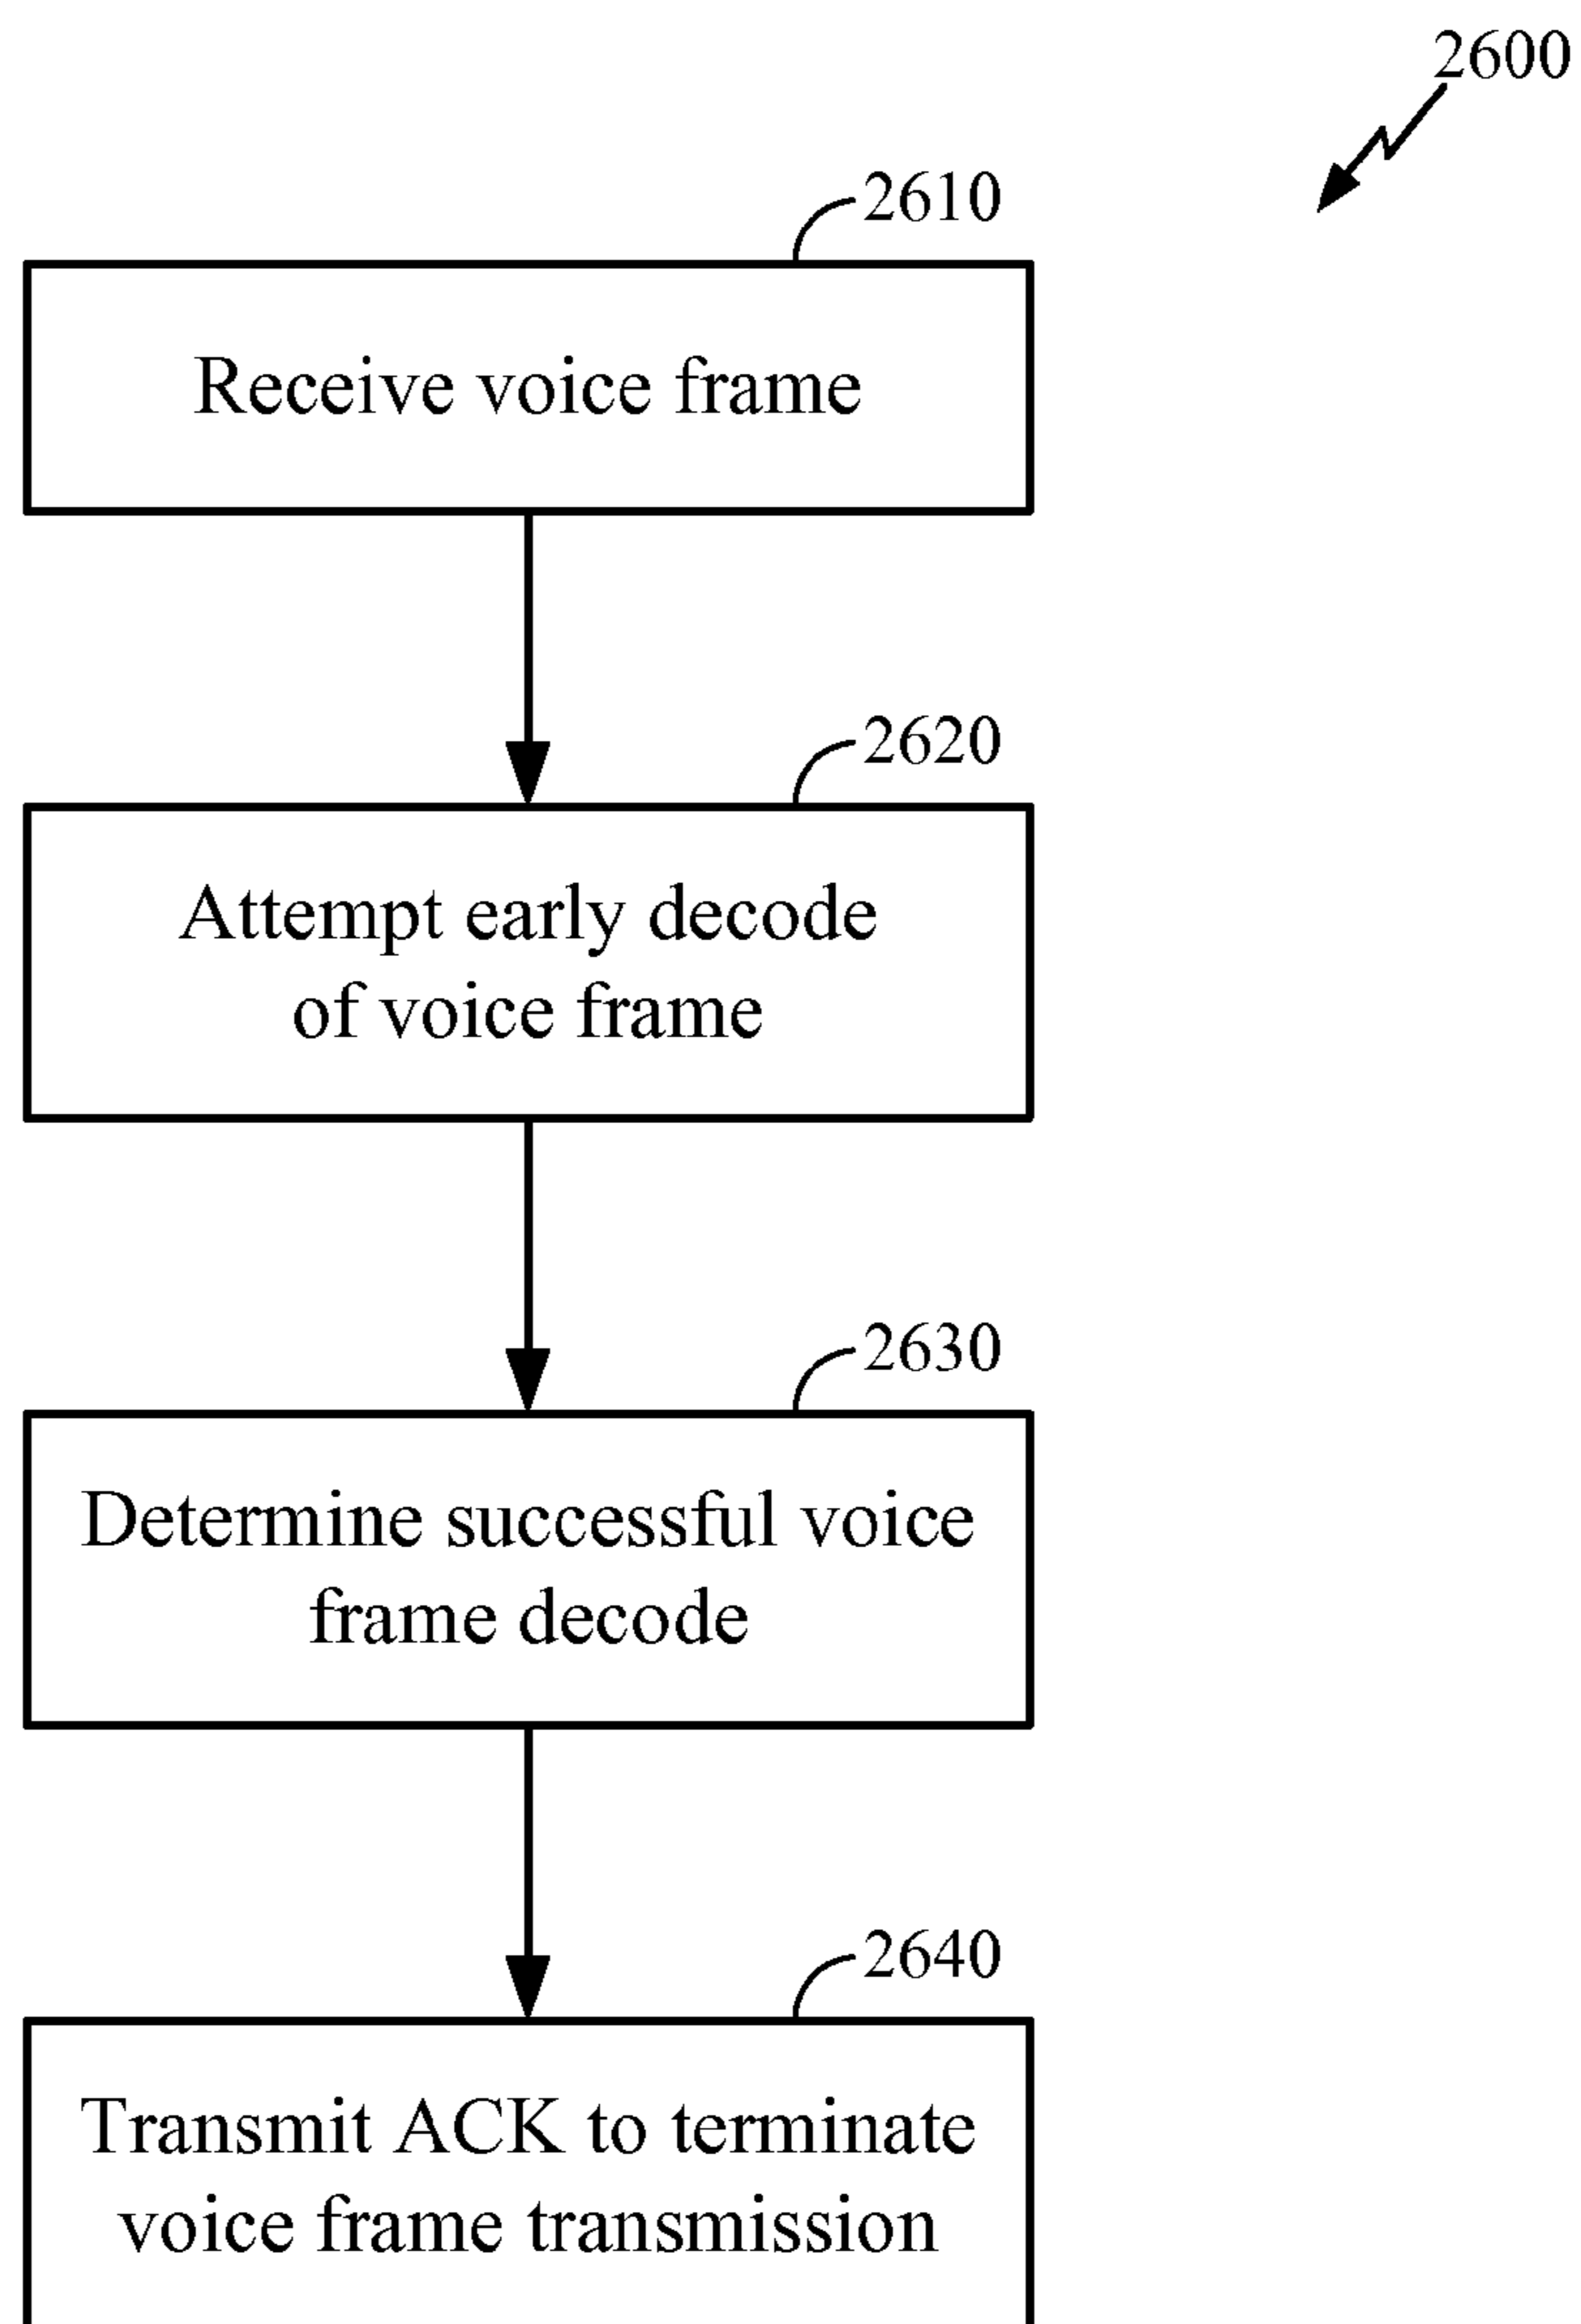 2600
2610
Receive voice frame
2620
Attempt early decode
of voice frame
2630
Determine successful voice
frame decode
2640
Transmit ACK to terminate
voice frame transmission